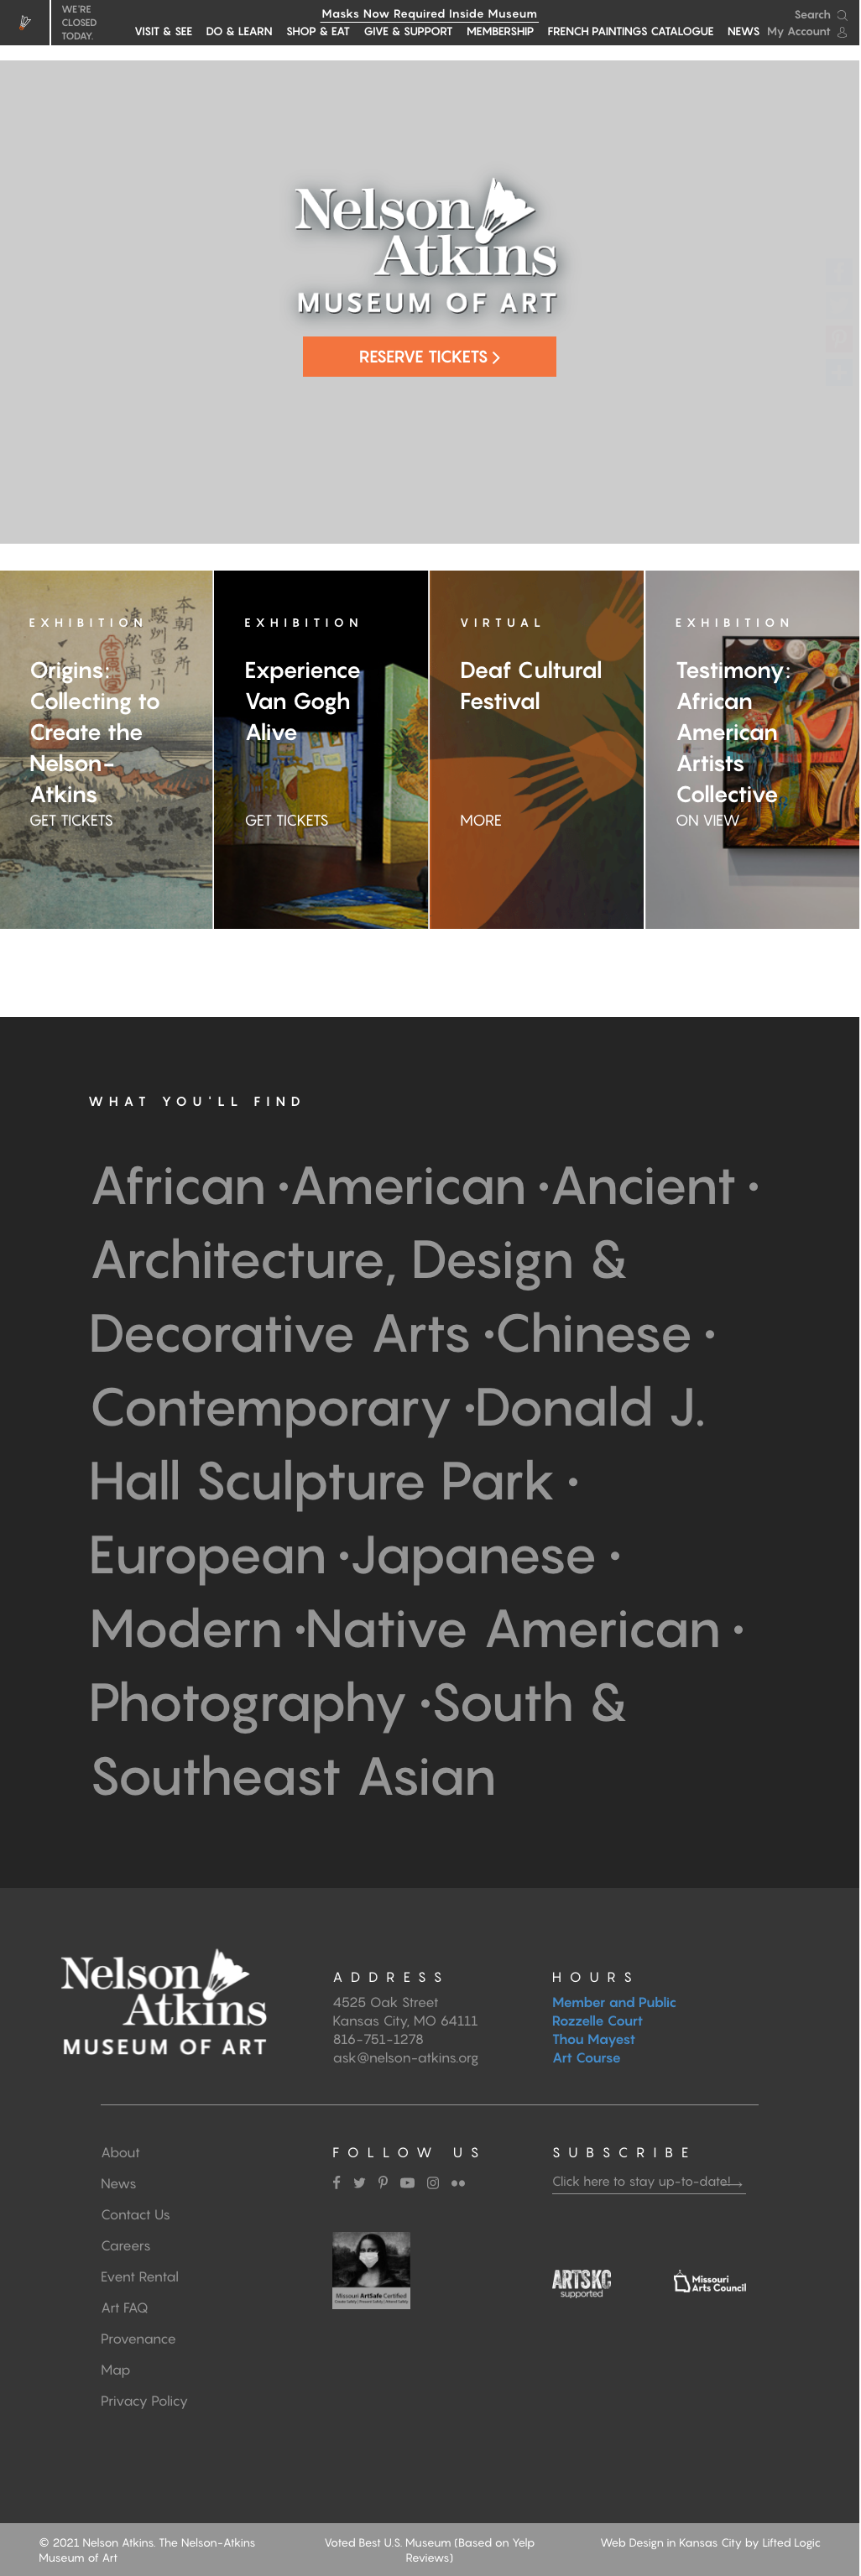 WE'RE
CLOSED
TODAY.
Masks Now Required Inside Museum
Search
VISIT & SEE DO & LEARN SHOP & EAT GIVE & SUPPORT MEMBERSHIP FRENCH PAINTINGS CATALOGUE NEWS My Account
Nelson
Atkins
MUSEUM OF ART
RESERVE TICKETS >
EXHIBITION
Origins:
Collecting to
Create the
Nelson-
Atkins
GET TICKETS
EXHIBITION
Experience
Van Gogh
Alive
GET TICKETS
VIRTUAL
Deaf Cultural
Festival
MORE
EXHIBITION
Testimony:
African
American
Artists
Collective
ON VIEW
WHAT YOU'LL FIND
African ·American ·Ancient ·
Architecture, Design &
Decorative Arts ·Chinese ·
Contemporary ·Donald J.
Hall Sculpture Park ·
European ·Japanese ·
Modern ·Native American ·
Photography ·South &
Southeast Asian
Nelson
Atkins
MUSEUM OF ART
ADDRESS
4525 Oak Street
Kansas City, MO 64111
816-751-1278
ask@nelson-atkins.org
HOURS
Member and Public
Rozzelle Court
Thou Mayest
Art Course
About
News
Contact Us
Careers
Event Rental
Art FAQ
Provenance
Map
Privacy Policy
FOLLOW US
Missouri ArtSafe Certified
SUBSCRIBE
Click here to stay up-to-date!
ARTSKC
supported
Missouri
Arts Council
© 2021 Nelson Atkins. The Nelson-Atkins
Museum of Art
Voted Best U.S. Museum (Based on Yelp
Reviews)
Web Design in Kansas City by Lifted Logic